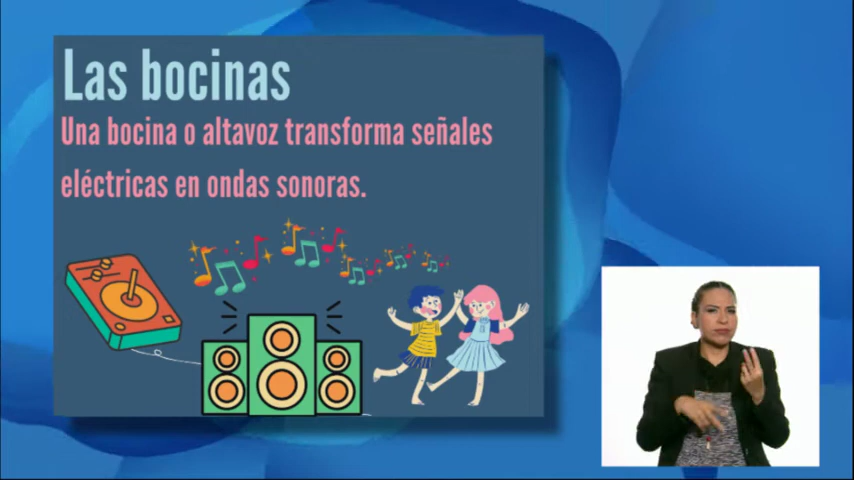 Las bocinas
Una bocina o altavoz transforma señales
eléctricas en ondas sonoras.